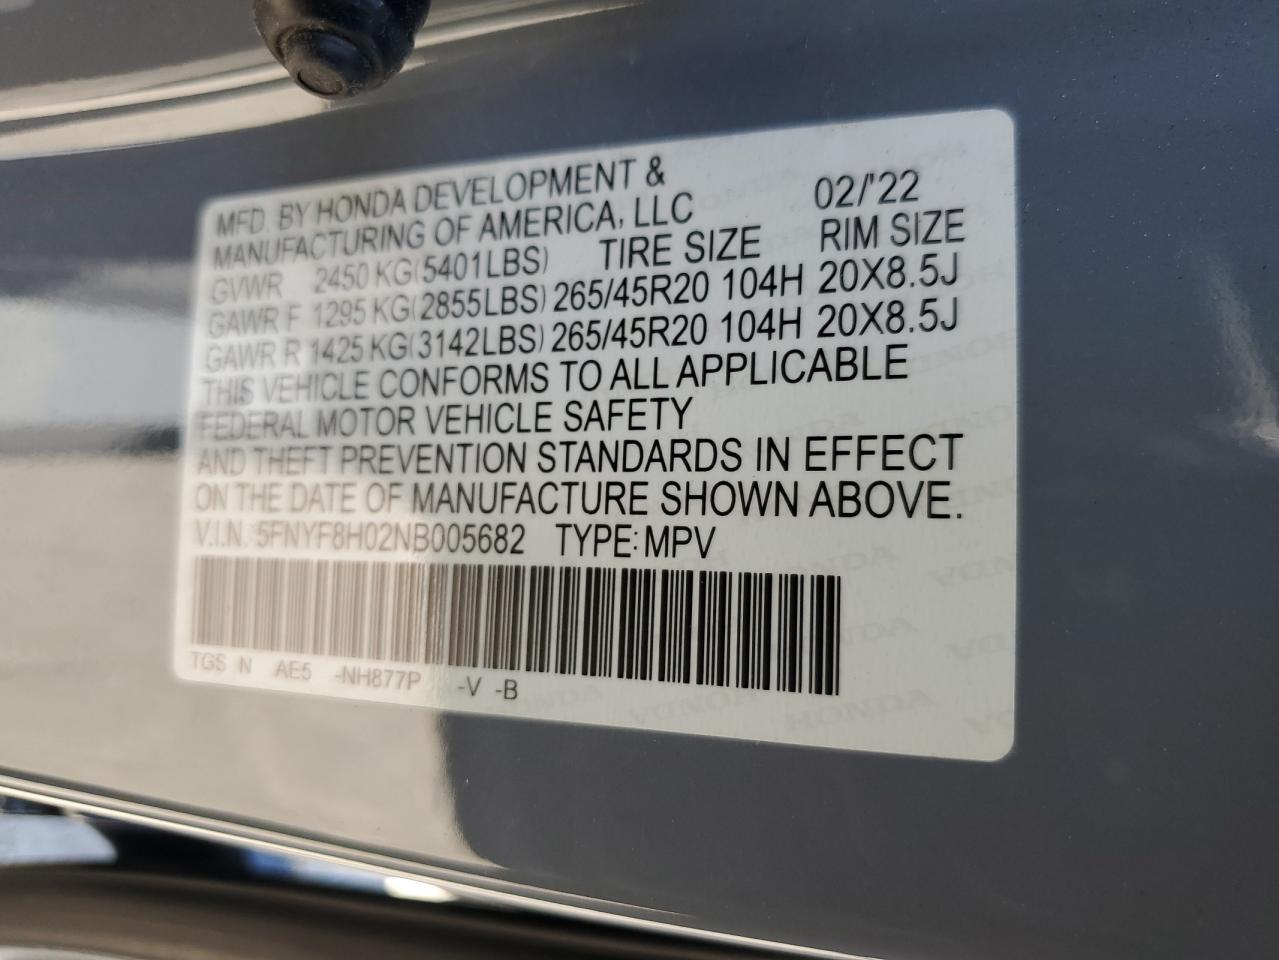 MFD. BY HONDA DEVELOPMENT & 02/'22
MANUFACTURING OF AMERICA, LLC
GVWR 2450 KG(5401LBS) TIRE SIZE RIM SIZE
GAWR F 1295 KG(2855LBS) 265/45R20 104H 20X8.5J
GAWR R 1425 KG(3142LBS) 265/45R20 104H 20X8.5J
THIS VEHICLE CONFORMS TO ALL APPLICABLE
FEDERAL MOTOR VEHICLE SAFETY
AND THEFT PREVENTION STANDARDS IN EFFECT
ON THE DATE OF MANUFACTURE SHOWN ABOVE.
V.I.N. 5FNYF8H02NB005682 TYPE: MPV
TGS N AE5 -NH877P -V -B
HONDA HONDA